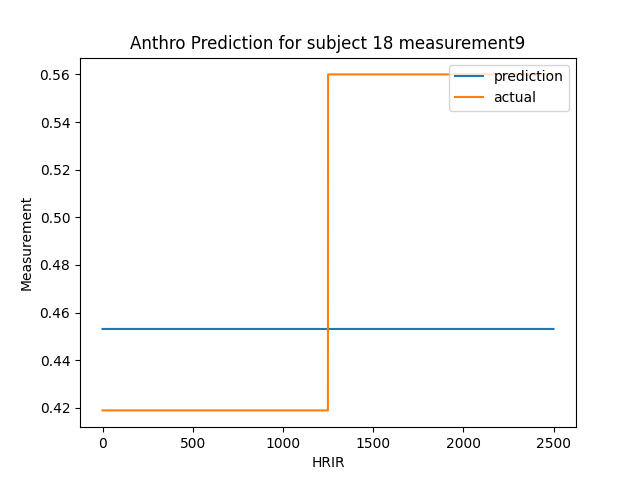 Anthro Prediction for subject 18 measurement9
prediction
actual
0.56
0.54
0.52
0.50
0.48
0.46
0.44
0.42
Measurement
0
500
1000
1500
2000
2500
HRIR